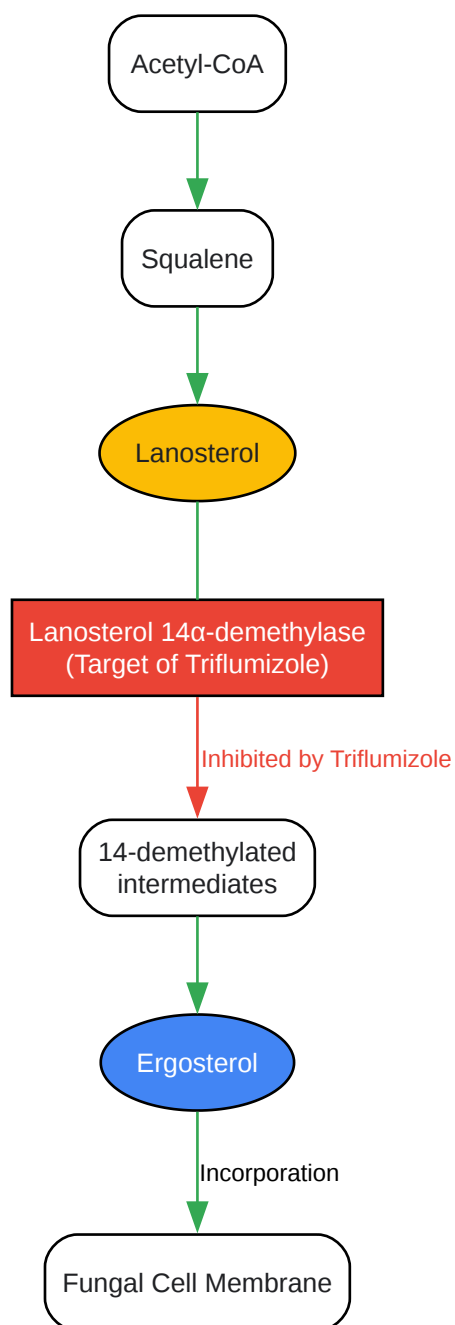 Acetyl-CoA
Squalene
Lanosterol
Lanosterol 14α-demethylase
(Target of Triflumizole)
Inhibited by Triflumizole
14-demethylated
intermediates
Ergosterol
Incorporation
Fungal Cell Membrane